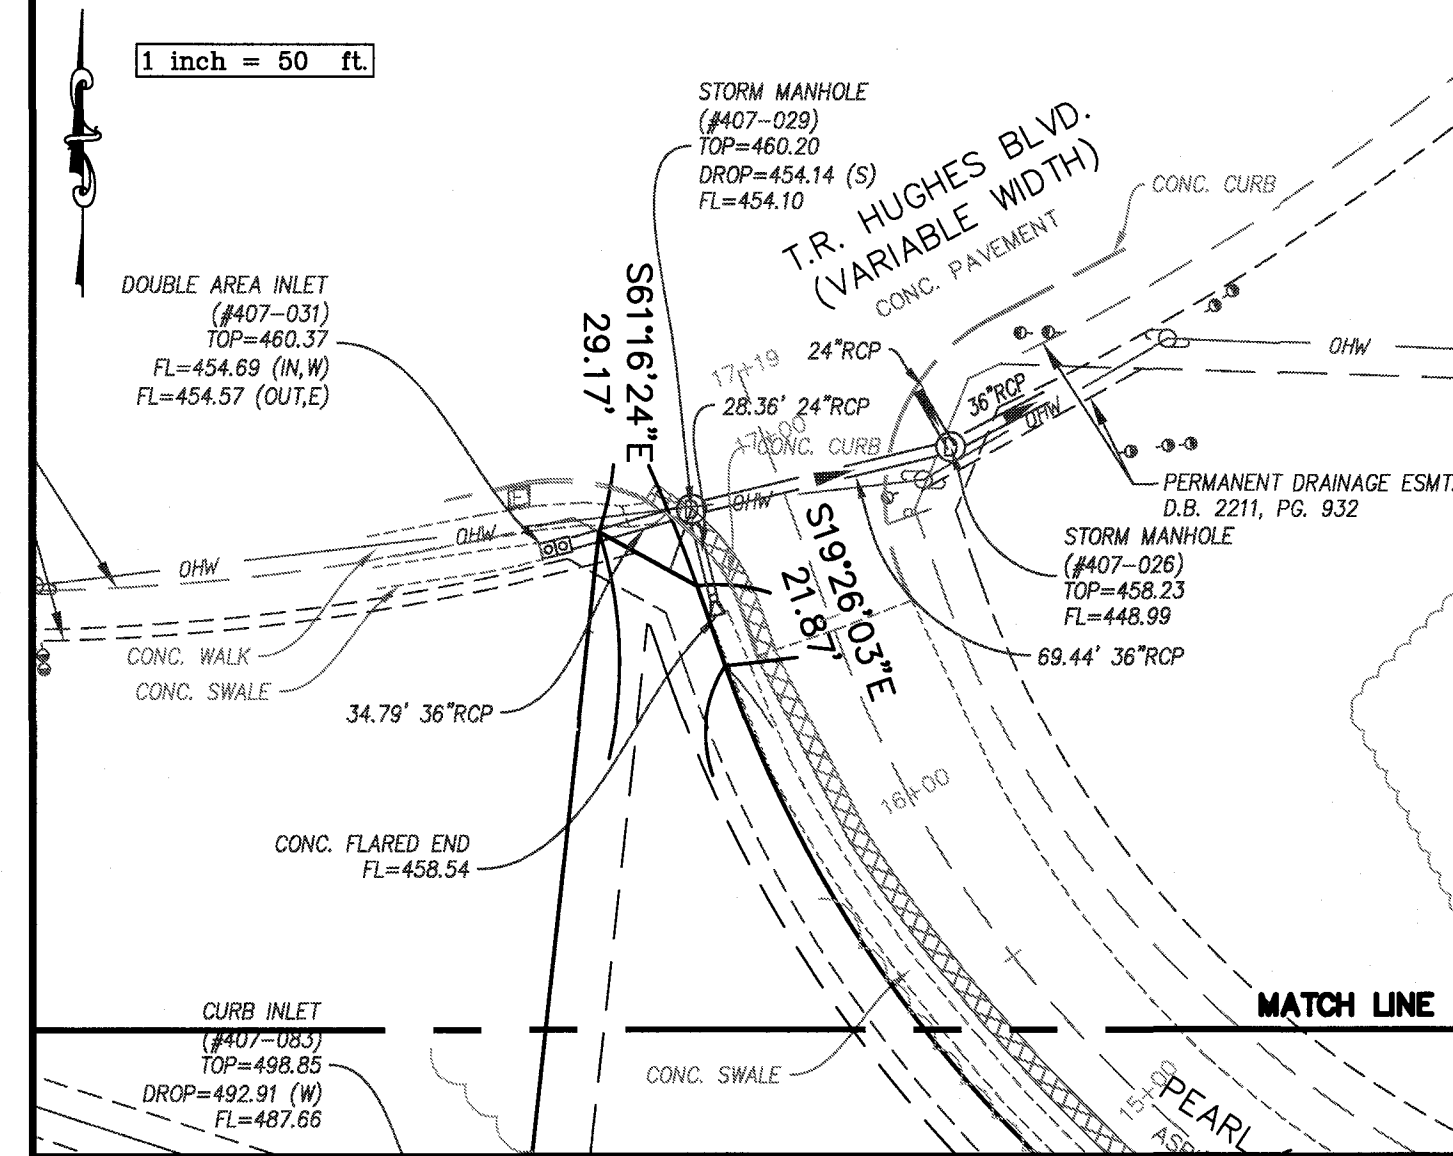 1 inch = 50 ft.
STORM MANHOLE
(#407-029)
TOP=460.20
DROP=454.14 (S)
FL=454.10
T.R. HUGHES BLVD.
(VARIABLE WIDTH)
CONC. PAVEMENT
CONC. CURB
DOUBLE AREA INLET
(#407-031)
TOP=460.37
FL=454.69 (IN,W)
FL=454.57 (OUT,E)
S61°16'24"E
29.17'
17+19
24"RCP
28.36' 24"RCP
17+00
CONC. CURB
36"RCP
OHW
OHW
OHW
OHW
OHW
PERMANENT DRAINAGE ESMT.
D.B. 2211, PG. 932
STORM MANHOLE
(#407-026)
TOP=458.23
FL=448.99
S19°26'03"E
21.87'
69.44' 36"RCP
CONC. WALK
CONC. SWALE
34.79' 36"RCP
16+00
CONC. FLARED END
FL=458.54
MATCH LINE
CURB INLET
(#407-083)
TOP=498.85
DROP=492.91 (W)
FL=487.66
CONC. SWALE
15+00
PEARL